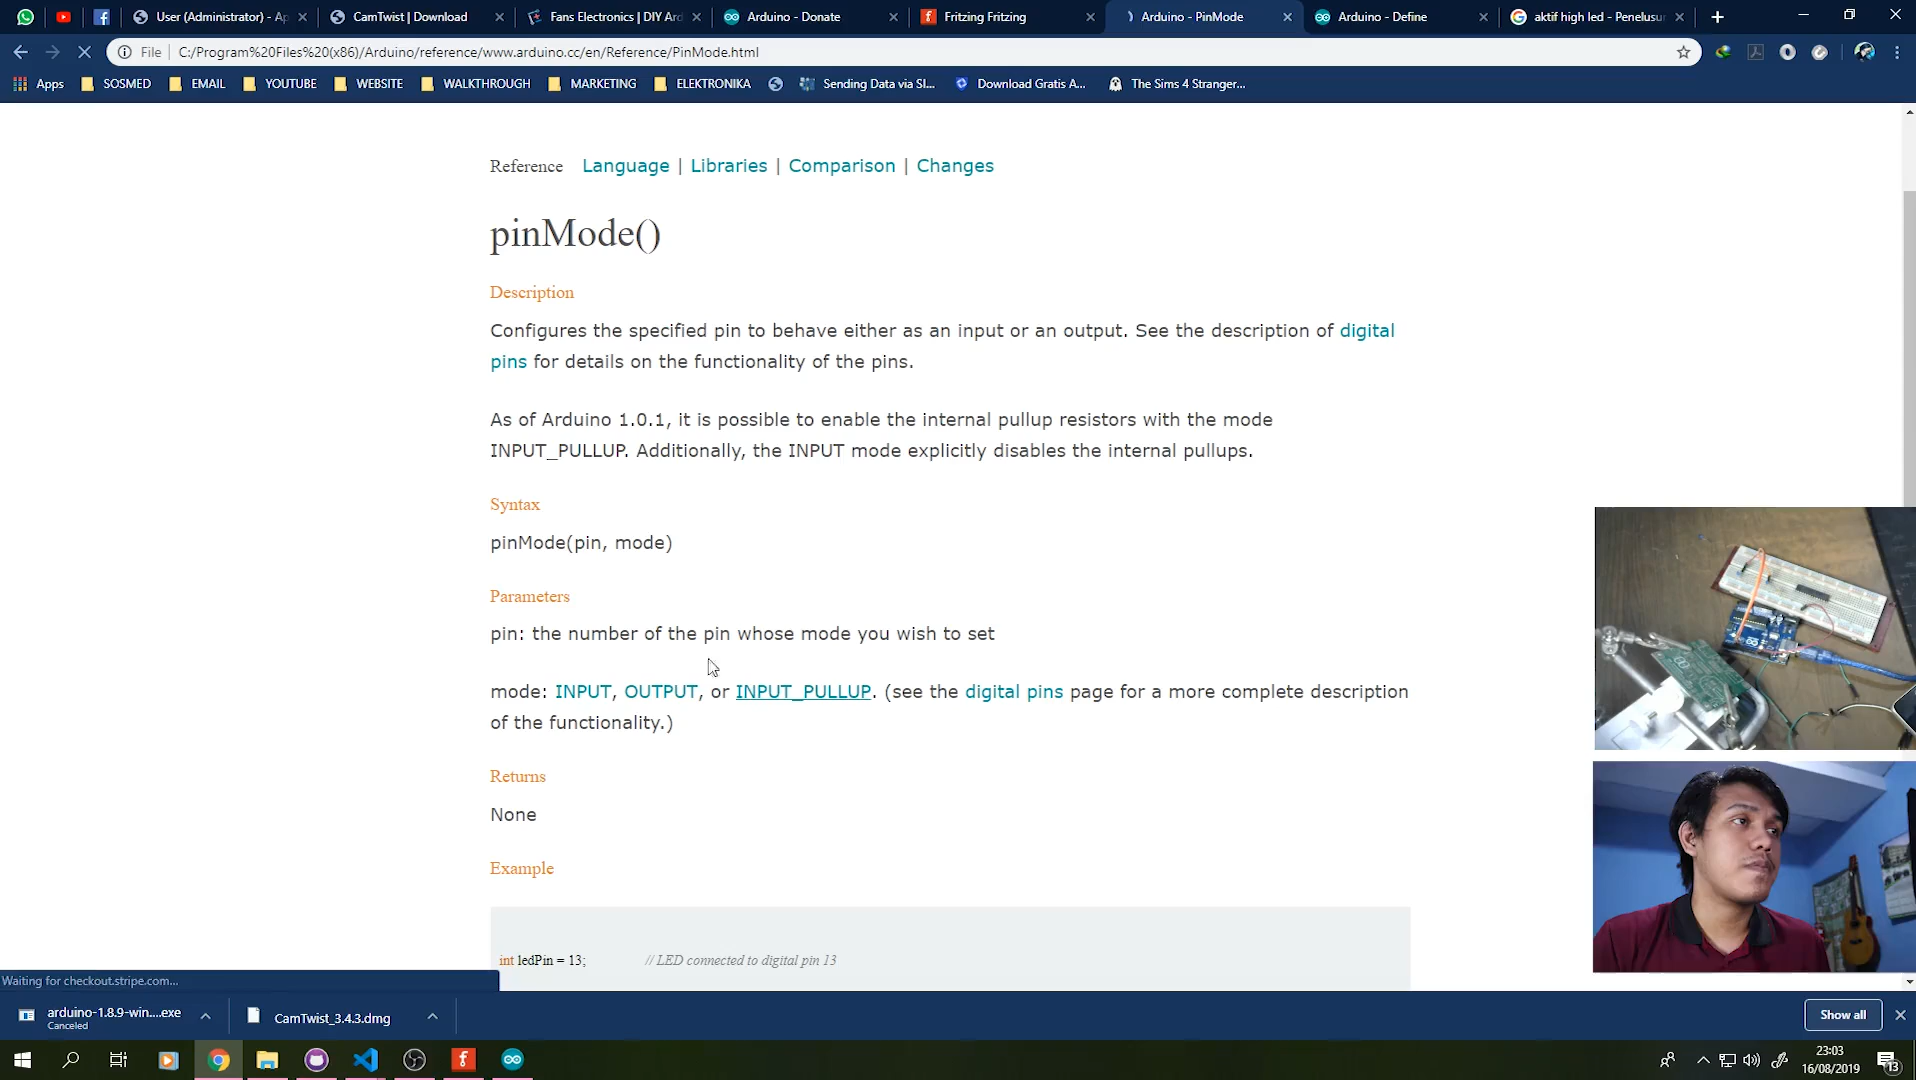 User (Administrator) - Ap
CamTwist | Download
Fans Electronics | DIY Ard
Arduino - Donate
Fritzing Fritzing
Arduino - PinMode
Arduino - Define
aktif high led - Penelusu
File
C:/Program%20Files%20(x86)/Arduino/reference/www.arduino.cc/en/Reference/PinMode.html
Apps
SOSMED
EMAIL
YOUTUBE
WEBSITE
WALKTHROUGH
MARKETING
ELEKTRONIKA
Sending Data via SI...
Download Gratis A...
The Sims 4 Stranger...
Reference Language | Libraries | Comparison | Changes
pinMode()
Description
Configures the specified pin to behave either as an input or an output. See the description of digital
pins for details on the functionality of the pins.
As of Arduino 1.0.1, it is possible to enable the internal pullup resistors with the mode
INPUT_PULLUP. Additionally, the INPUT mode explicitly disables the internal pullups.
Syntax
pinMode(pin, mode)
Parameters
pin: the number of the pin whose mode you wish to set
mode: INPUT, OUTPUT, or INPUT_PULLUP. (see the digital pins page for a more complete description
of the functionality.)
Returns
None
Example
int ledPin = 13; // LED connected to digital pin 13
Waiting for checkout.stripe.com...
arduino-1.8.9-win....exe
Canceled
CamTwist_3.4.3.dmg
Show all
23:03
16/08/2019
13